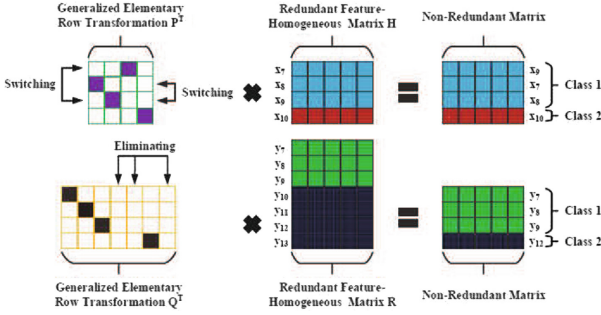 Generalized Elementary
Row Transformation P^T
Redundant Feature-
Homogeneous Matrix H
Non-Redundant Matrix
Switching
Switching
x7
x8
x9
x10
x9
x7
x8
x10
Class 1
Class 2
Eliminating
y7
y8
y9
y10
y11
y12
y13
y7
y8
y9
y12
Class 1
Class 2
Generalized Elementary
Row Transformation Q^T
Redundant Feature-
Homogeneous Matrix R
Non-Redundant Matrix